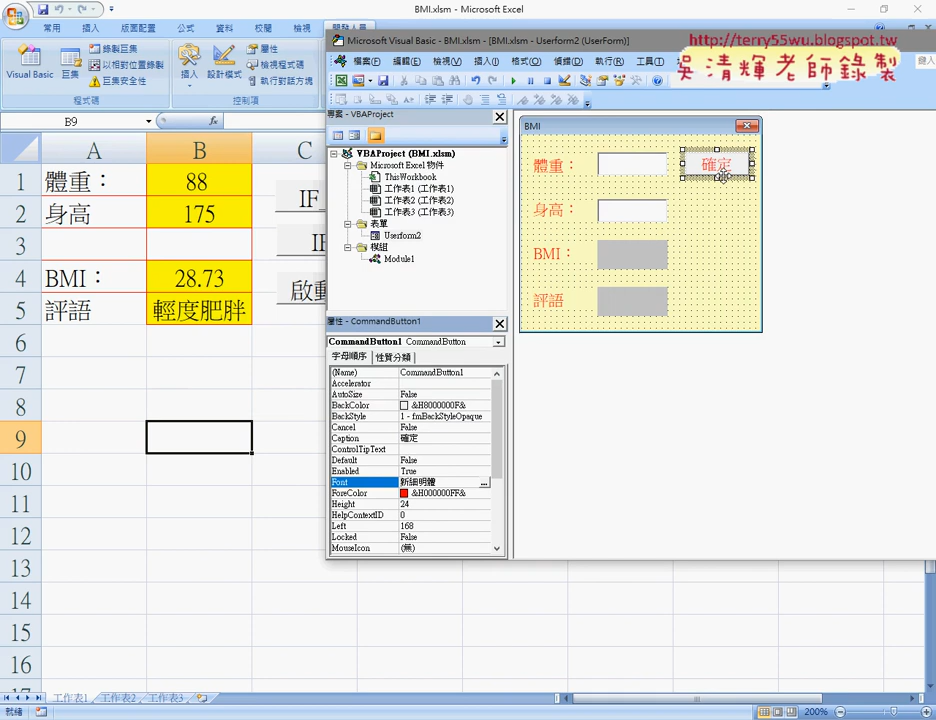 BMI.xlsm - Microsoft Excel
常用 插入 版面配置 公式 資料 校閱 檢視 開發人員
Visual Basic
巨集
錄製巨集
以相對位置錄製
巨集安全性
程式碼
插入
設計模式
屬性
檢視程式碼
執行對話方塊
控制項
B9
fx
A B C
1 體重： 88
2 身高 175
3
4 BMI： 28.73
5 評語 輕度肥胖
6
7
8
9
10
11
12
13
14
15
16
17
IF
啟動
Microsoft Visual Basic - BMI.xlsm - [BMI.xlsm - Userform2 (UserForm)]
檔案(F) 編輯(E) 檢視(V) 插入(I) 格式(O) 偵錯(D) 執行(R) 工具(T)
http://terry55wu.blogspot.tw
吳清輝老師錄製
鍵入
專案 - VBAProject
VBAProject (BMI.xlsm)
Microsoft Excel 物件
ThisWorkbook
工作表1 (工作表1)
工作表2 (工作表2)
工作表3 (工作表3)
表單
Userform2
模組
Module1
屬性 - CommandButton1
CommandButton1 CommandButton
字母順序 性質分類
(Name) CommandButton1
Accelerator
AutoSize False
BackColor &H8000000F&
BackStyle 1 - fmBackStyleOpaque
Cancel False
Caption 確定
ControlTipText
Default False
Enabled True
Font 新細明體 ...
ForeColor &H000000FF&
Height 24
HelpContextID 0
Left 168
Locked False
MouseIcon (無)
BMI
體重： 確定
身高：
BMI：
評語
工作表1 工作表2 工作表3
就緒
200%